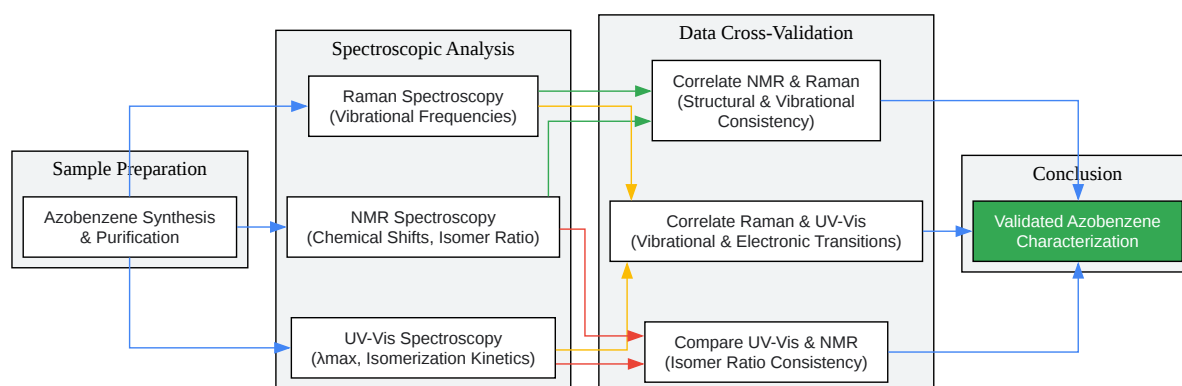 Sample Preparation
Azobenzene Synthesis
& Purification
Spectroscopic Analysis
Raman Spectroscopy
(Vibrational Frequencies)
NMR Spectroscopy
(Chemical Shifts, Isomer Ratio)
UV-Vis Spectroscopy
(λmax, Isomerization Kinetics)
Data Cross-Validation
Correlate NMR & Raman
(Structural & Vibrational
Consistency)
Correlate Raman & UV-Vis
(Vibrational & Electronic Transitions)
Compare UV-Vis & NMR
(Isomer Ratio Consistency)
Conclusion
Validated Azobenzene
Characterization